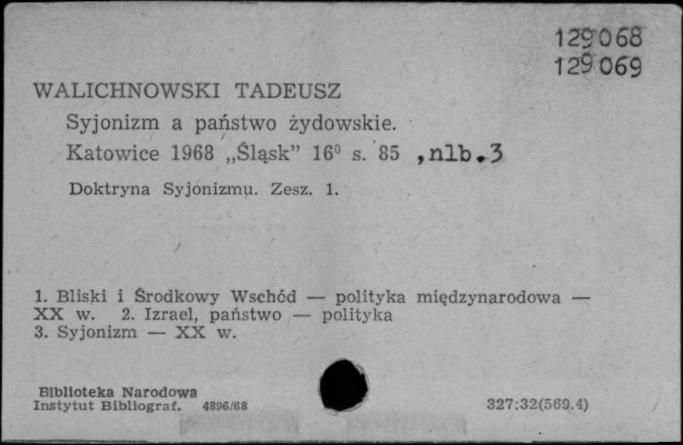 129068
129069
WALICHNOWSKI TADEUSZ
Syjonizm a państwo żydowskie.
Katowice 1968 „Śląsk” 16⁰ s. 85 , nlb.3
Doktryna Syjonizmu. Zesz. 1.
1. Bliski i Środkowy Wschód — polityka międzynarodowa —
XX w. 2. Izrael, państwo — polityka
3. Syjonizm — XX w.
Biblioteka Narodowa
Instytut Bibliograf. 4896/68 327:32(569.4)